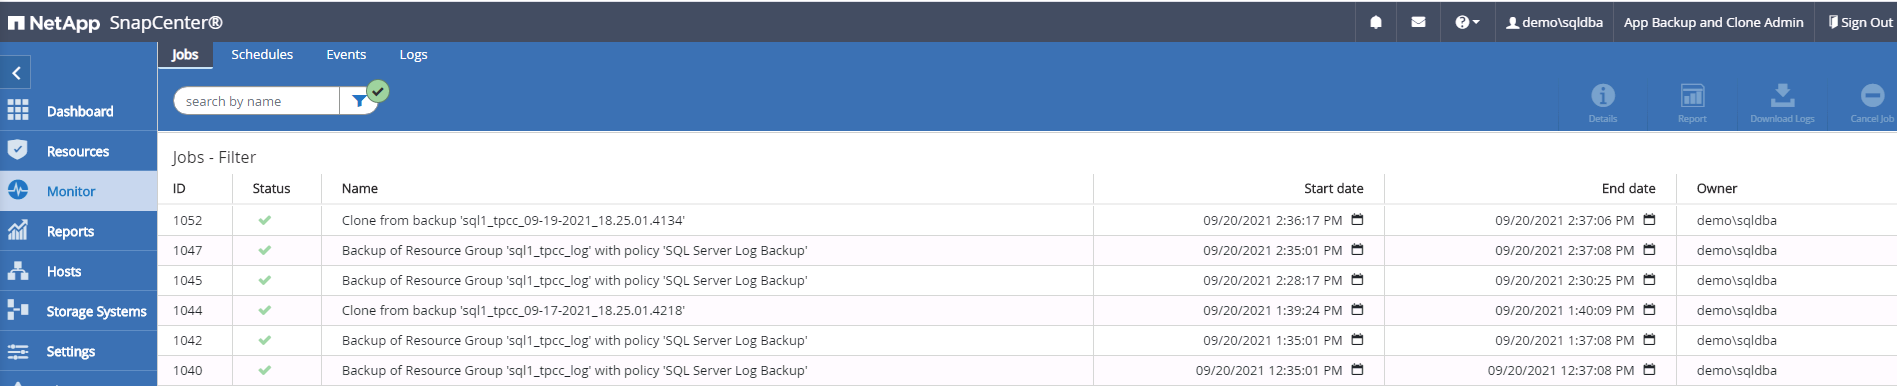 NetApp SnapCenter® demo\sqldba App Backup and Clone Admin Sign Out
Jobs Schedules Events Logs
search by name
Details Report Download Logs Cancel Job
Dashboard
Resources
Monitor
Reports
Hosts
Storage Systems
Settings
Jobs - Filter
ID Status Name Start date End date Owner
1052 Clone from backup 'sql1_tpcc_09-19-2021_18.25.01.4134' 09/20/2021 2:36:17 PM 09/20/2021 2:37:06 PM demo\sqldba
1047 Backup of Resource Group 'sql1_tpcc_log' with policy 'SQL Server Log Backup' 09/20/2021 2:35:01 PM 09/20/2021 2:37:08 PM demo\sqldba
1045 Backup of Resource Group 'sql1_tpcc_log' with policy 'SQL Server Log Backup' 09/20/2021 2:28:17 PM 09/20/2021 2:30:25 PM demo\sqldba
1044 Clone from backup 'sql1_tpcc_09-17-2021_18.25.01.4218' 09/20/2021 1:39:24 PM 09/20/2021 1:40:09 PM demo\sqldba
1042 Backup of Resource Group 'sql1_tpcc_log' with policy 'SQL Server Log Backup' 09/20/2021 1:35:01 PM 09/20/2021 1:37:08 PM demo\sqldba
1040 Backup of Resource Group 'sql1_tpcc_log' with policy 'SQL Server Log Backup' 09/20/2021 12:35:01 PM 09/20/2021 12:37:08 PM demo\sqldba